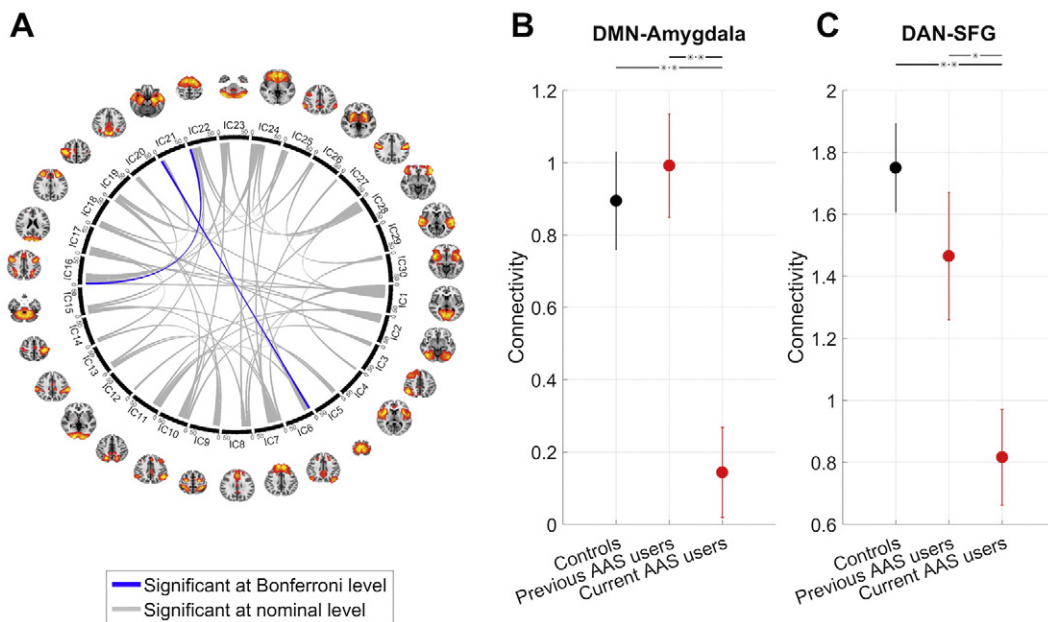 A
IC1
IC2
IC3
IC4
IC5
IC6
IC7
IC8
IC9
IC10
IC11
IC12
IC13
IC14
IC15
IC16
IC17
IC18
IC19
IC20
IC21
IC22
IC23
IC24
IC25
IC26
IC27
IC28
IC29
IC30
Significant at Bonferroni level
Significant at nominal level
B
DMN-Amygdala
Connectivity
1.2
1
0.8
0.6
0.4
0.2
0
Controls
Previous AAS users
Current AAS users
C
DAN-SFG
Connectivity
2
1.8
1.6
1.4
1.2
1
0.8
0.6
Controls
Previous AAS users
Current AAS users